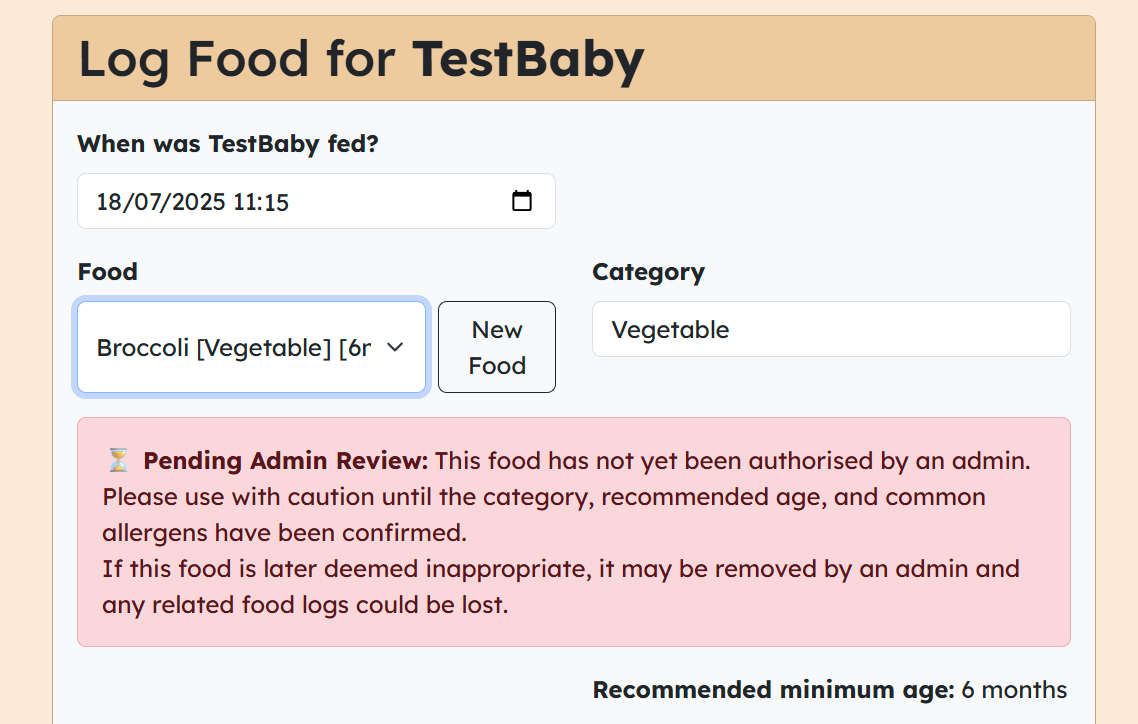 Log Food for TestBaby
When was TestBaby fed?
18/07/2025 11:15
Food
Category
Broccoli [Vegetable] [6
New
Food
Vegetable
⏳ Pending Admin Review: This food has not yet been authorised by an admin.
Please use with caution until the category, recommended age, and common
allergens have been confirmed.
If this food is later deemed inappropriate, it may be removed by an admin and
any related food logs could be lost.
Recommended minimum age: 6 months